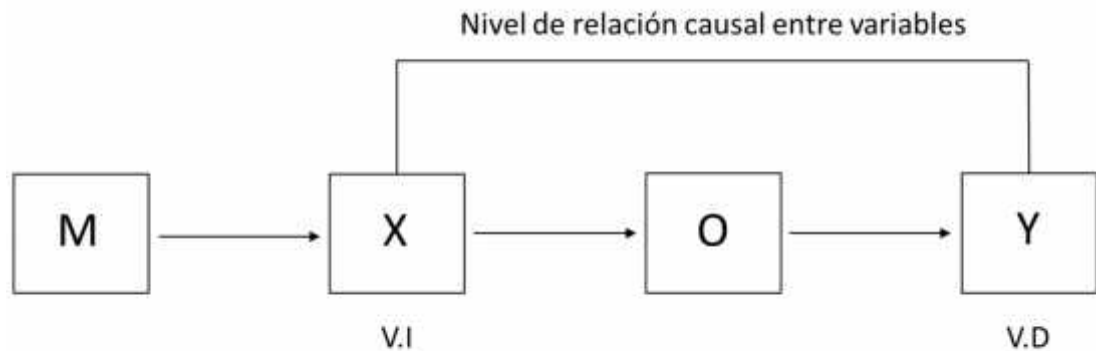 Nivel de relación causal entre variables
M X O Y
V.I V.D